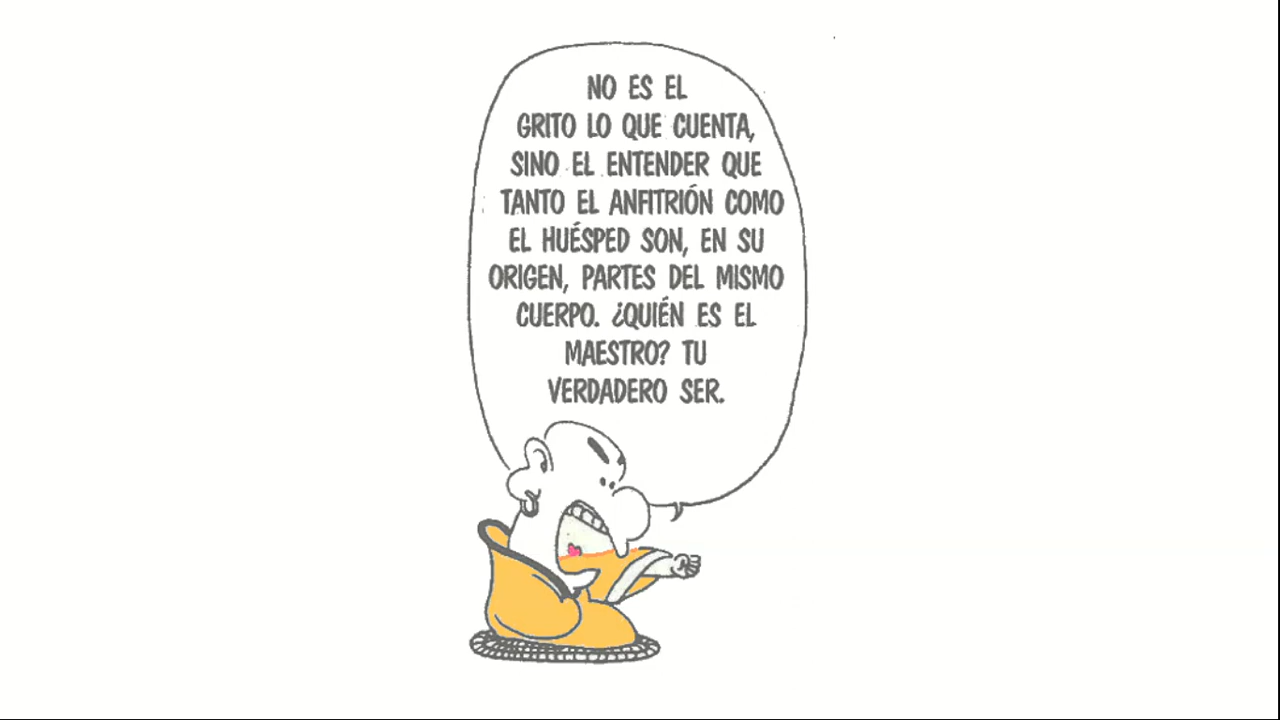 NO ES EL
GRITO LO QUE CUENTA,
SINO EL ENTENDER QUE
TANTO EL ANFITRIÓN COMO
EL HUÉSPED SON, EN SU
ORIGEN, PARTES DEL MISMO
CUERPO. ¿QUIÉN ES EL
MAESTRO? TU
VERDADERO SER.